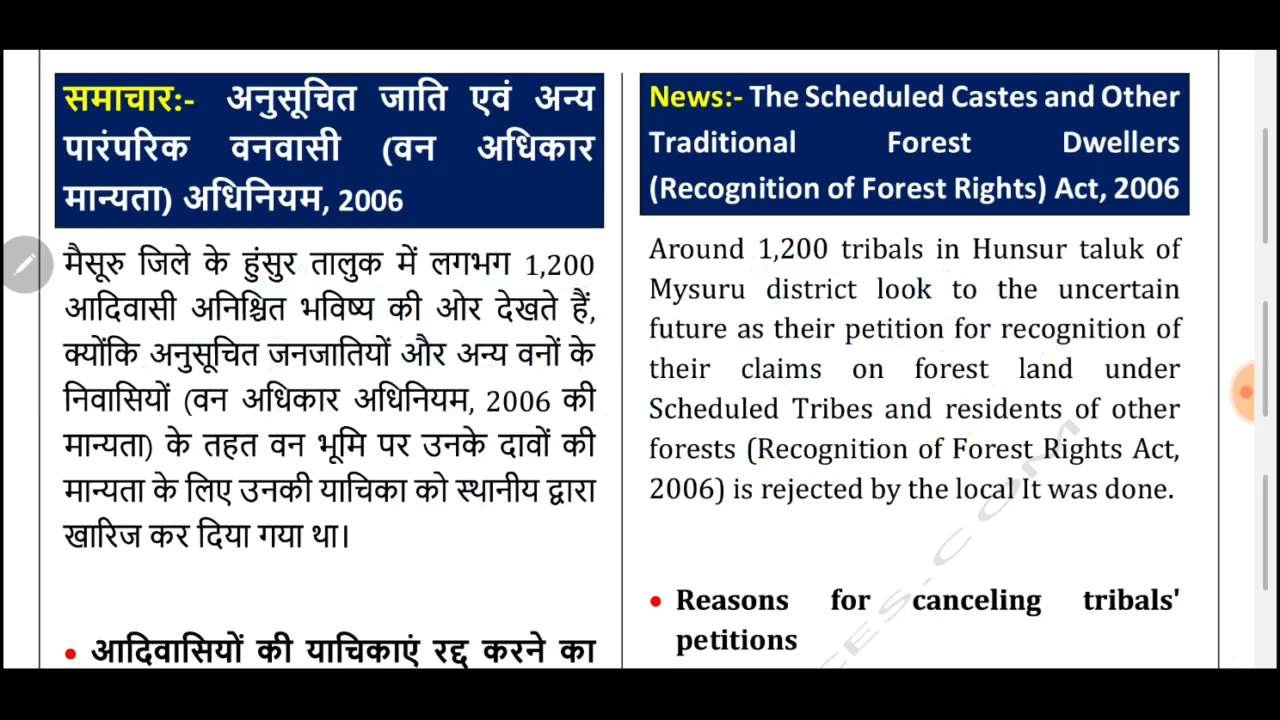 समाचार:- अनुसूचित जाति एवं अन्य
पारंपरिक वनवासी (वन अधिकार
मान्यता) अधिनियम, 2006
मैसूरु जिले के हुंसुर तालुक में लगभग 1,200
आदिवासी अनिश्चित भविष्य की ओर देखते हैं,
क्योंकि अनुसूचित जनजातियों और अन्य वनों के
निवासियों (वन अधिकार अधिनियम, 2006 की
मान्यता) के तहत वन भूमि पर उनके दावों की
मान्यता के लिए उनकी याचिका को स्थानीय द्वारा
खारिज कर दिया गया था।
• आदिवासियों की याचिकाएं रद्द करने का
News:- The Scheduled Castes and Other
Traditional Forest Dwellers
(Recognition of Forest Rights) Act, 2006
Around 1,200 tribals in Hunsur taluk of
Mysuru district look to the uncertain
future as their petition for recognition of
their claims on forest land under
Scheduled Tribes and residents of other
forests (Recognition of Forest Rights Act,
2006) is rejected by the local It was done.
• Reasons for canceling tribals'
petitions
ES.COM